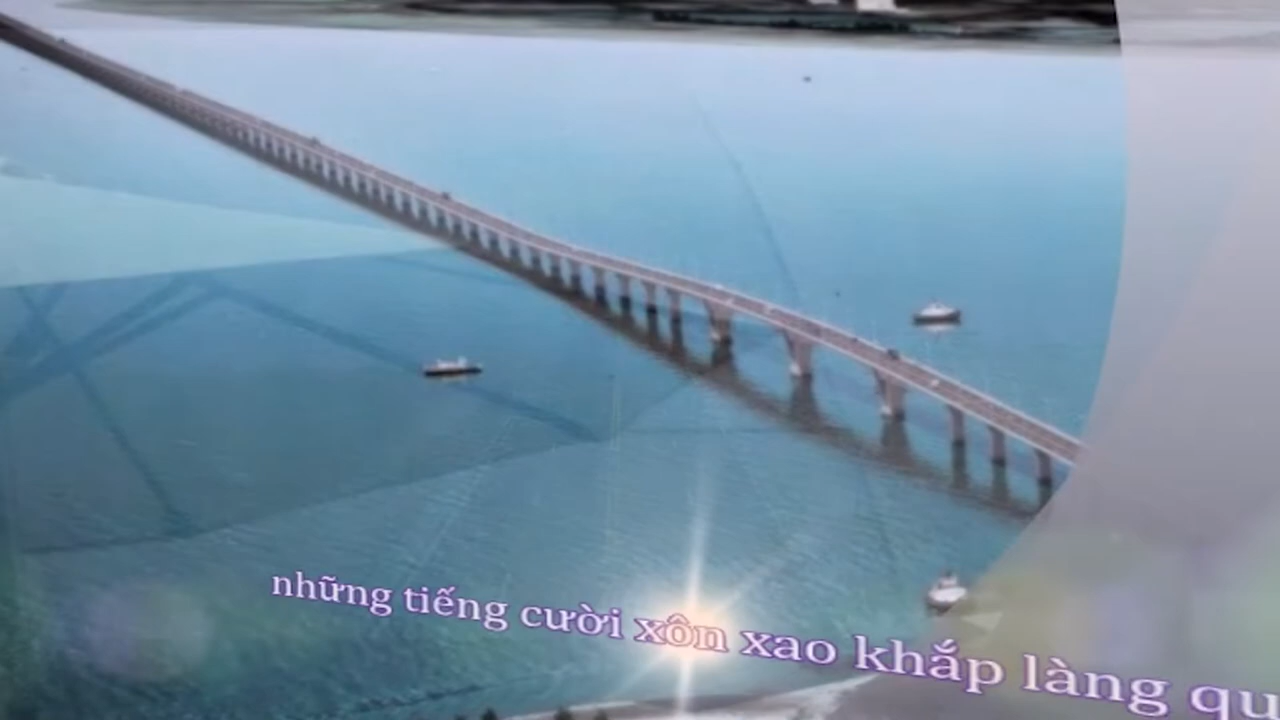 những tiếng cười xôn xao khắp làng